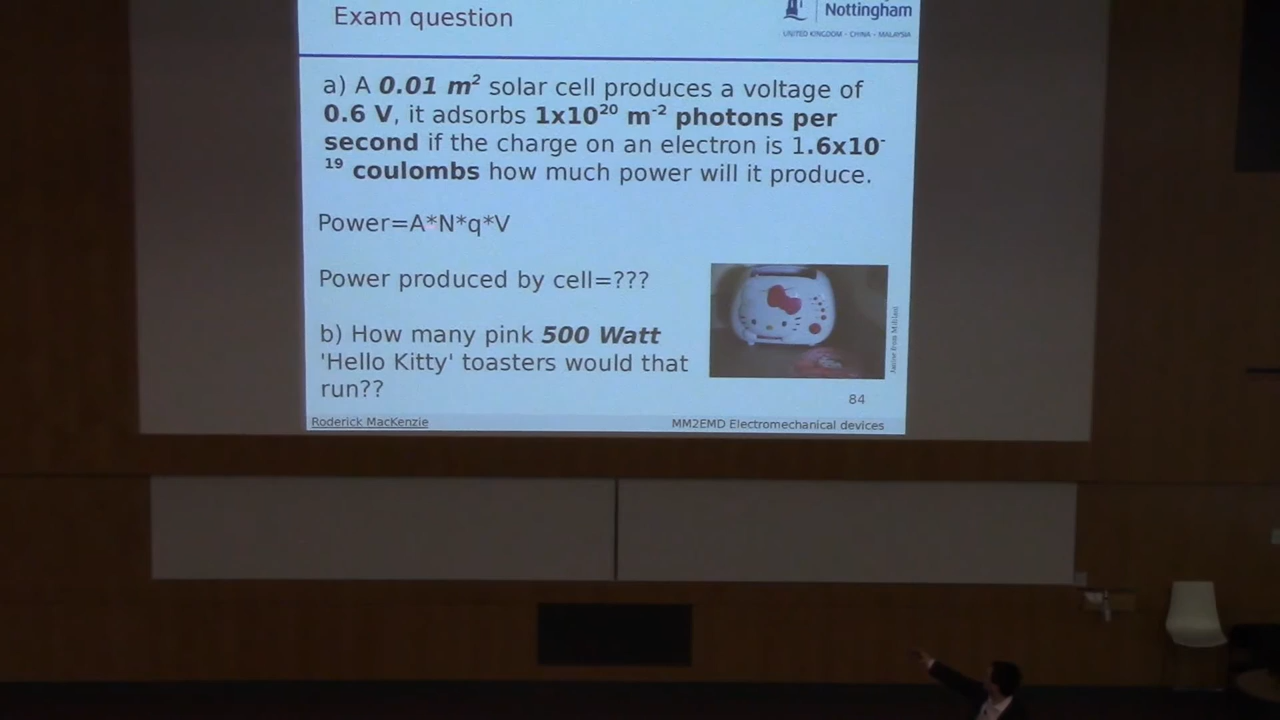 Exam question
Nottingham
UNITED KINGDOM · CHINA · MALAYSIA
a) A 0.01 m² solar cell produces a voltage of
0.6 V, it adsorbs 1x10²⁰ m⁻² photons per
second if the charge on an electron is 1.6x10⁻
¹⁹ coulombs how much power will it produce.
Power=A*N*q*V
Power produced by cell=???
b) How many pink 500 Watt
'Hello Kitty' toasters would that
run??
84
Roderick MacKenzie
MM2EMD Electromechanical devices